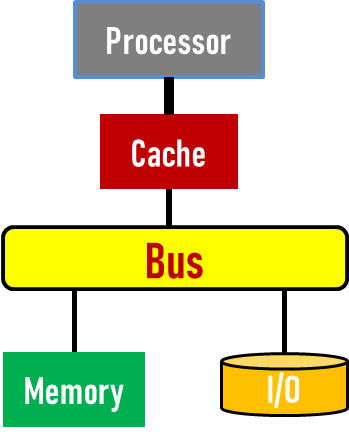 Processor
Cache
Bus
Memory
I/O